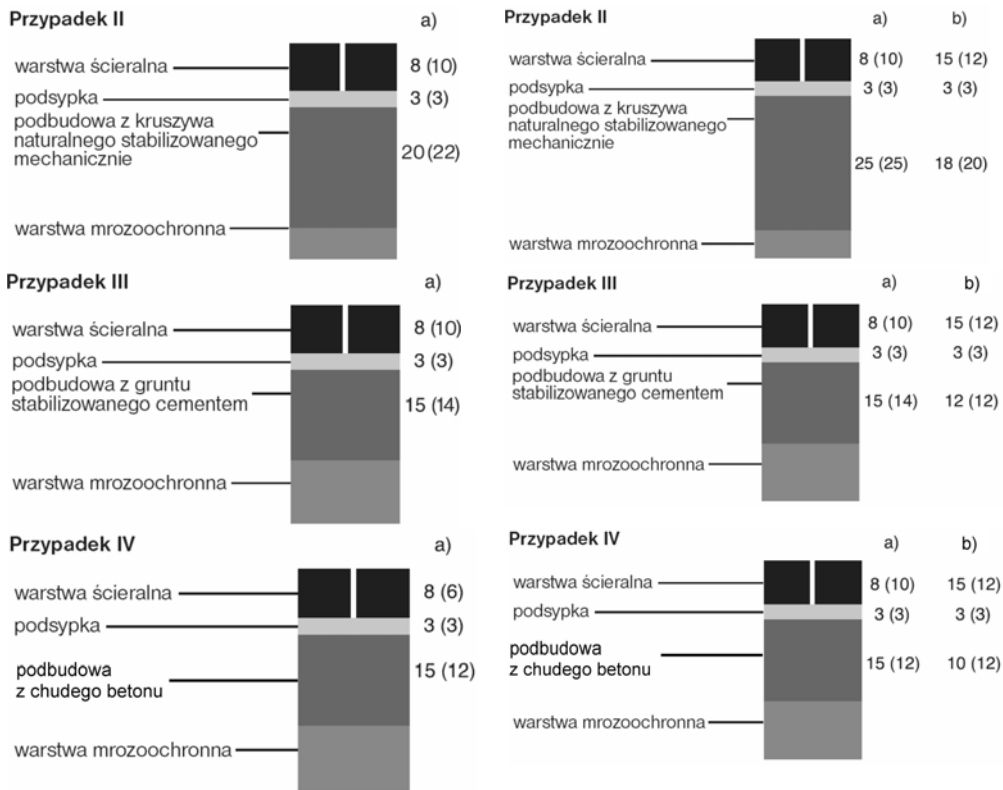 Przypadek II a)
warstwa ścieralna 8 (10)
podsypka 3 (3)
podbudowa z kruszywa
naturalnego stabilizowanego
mechanicznie 20 (22)
warstwa mrozoochronna
Przypadek II a) b)
warstwa ścieralna 8 (10) 15 (12)
podsypka 3 (3) 3 (3)
podbudowa z kruszywa
naturalnego stabilizowanego
mechanicznie
25 (25) 18 (20)
warstwa mrozoochronna
Przypadek III a)
warstwa ścieralna 8 (10)
podsypka 3 (3)
podbudowa z gruntu
stabilizowanego cementem 15 (14)
warstwa mrozoochronna
Przypadek III a) b)
warstwa ścieralna 8 (10) 15 (12)
podsypka 3 (3) 3 (3)
podbudowa z gruntu
stabilizowanego cementem 15 (14) 12 (12)
warstwa mrozoochronna
Przypadek IV a)
warstwa ścieralna 8 (6)
podsypka 3 (3)
podbudowa 15 (12)
z chudego betonu
warstwa mrozoochronna
Przypadek IV a) b)
warstwa ścieralna 8 (10) 15 (12)
podsypka 3 (3) 3 (3)
podbudowa
z chudego betonu 15 (12) 10 (12)
warstwa mrozoochronna